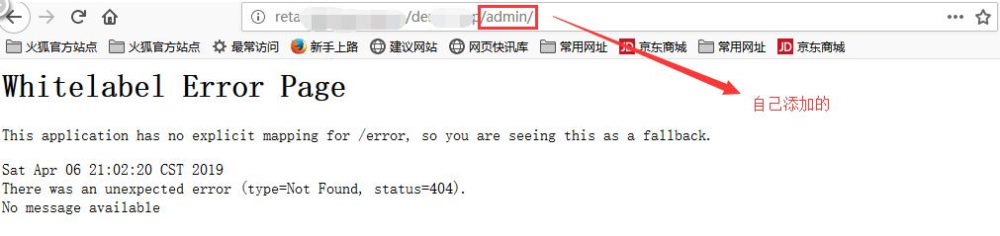 reta /de p/admin/
火狐官方站点 火狐官方站点 最常访问 新手上路 建议网站 网页快讯库 常用网址 JD 京东商城 常用网址 JD 京东商城
Whitelabel Error Page
自己添加的
This application has no explicit mapping for /error, so you are seeing this as a fallback.
Sat Apr 06 21:02:20 CST 2019
There was an unexpected error (type=Not Found, status=404).
No message available